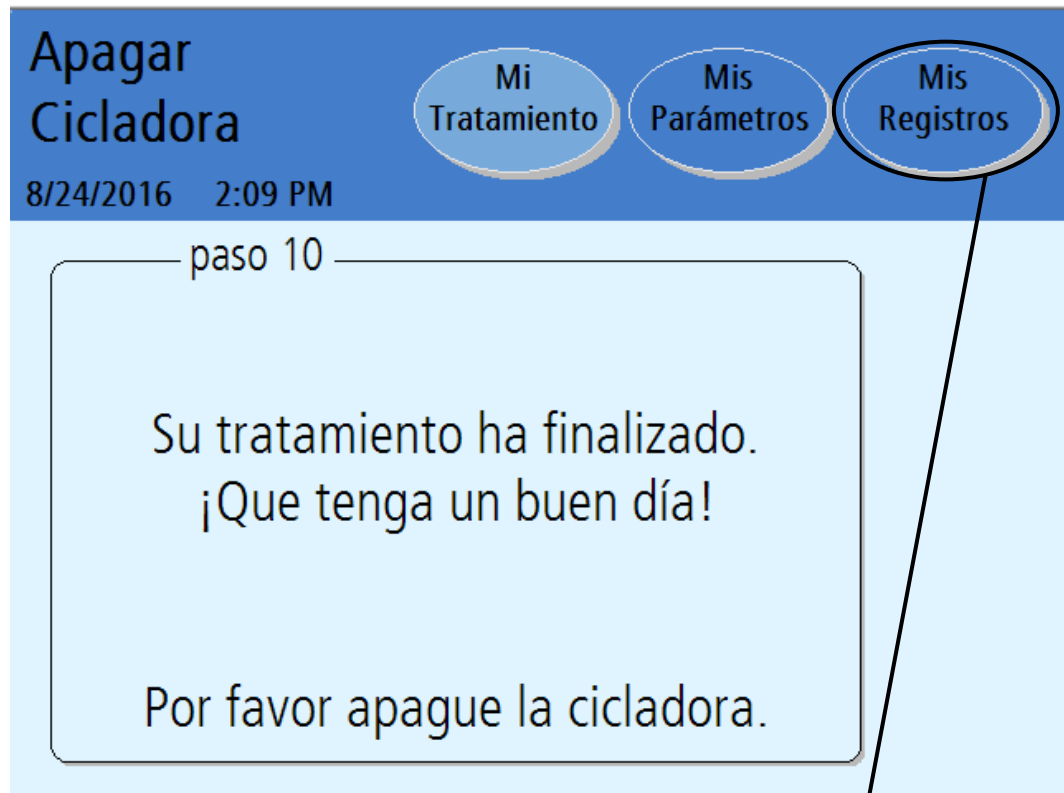 Apagar
Cicladora
Mi
Tratamiento
Mis
Parámetros
Mis
Registros
8/24/2016 2:09 PM
paso 10
Su tratamiento ha finalizado.
¡Que tenga un buen día!
Por favor apague la cicladora.